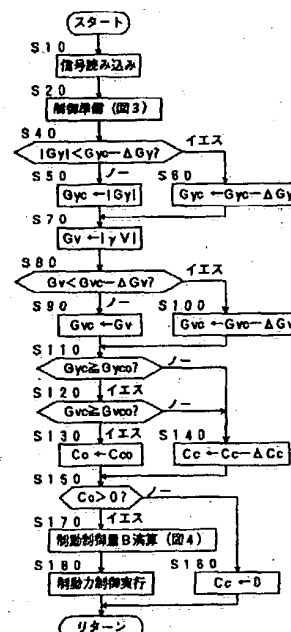 スタート
S10
信号読み込み
S20
制御準備 (図3)
S40
|Gy|<Gyc-ΔGy?
イエス
S50
ノー
S60
Gyc←|Gy|
Gyc←Gyc-ΔGy
S70
Gv←|γV|
S80
Gv<Gvc-ΔGv?
イエス
S90
ノー
S100
Gvc←Gv
Gvc←Gvc-ΔGv
S110
Gyc≧Gyco?
ノー
S120
イエス
Gvc≧Gvco?
ノー
S130
イエス
S140
Cc←Cco
Cc←Cc-ΔCc
S150
Cc>0?
ノー
S170
イエス
制動制御量B演算 (図4)
S180
S160
制動力制御実行
Cc←0
リターン